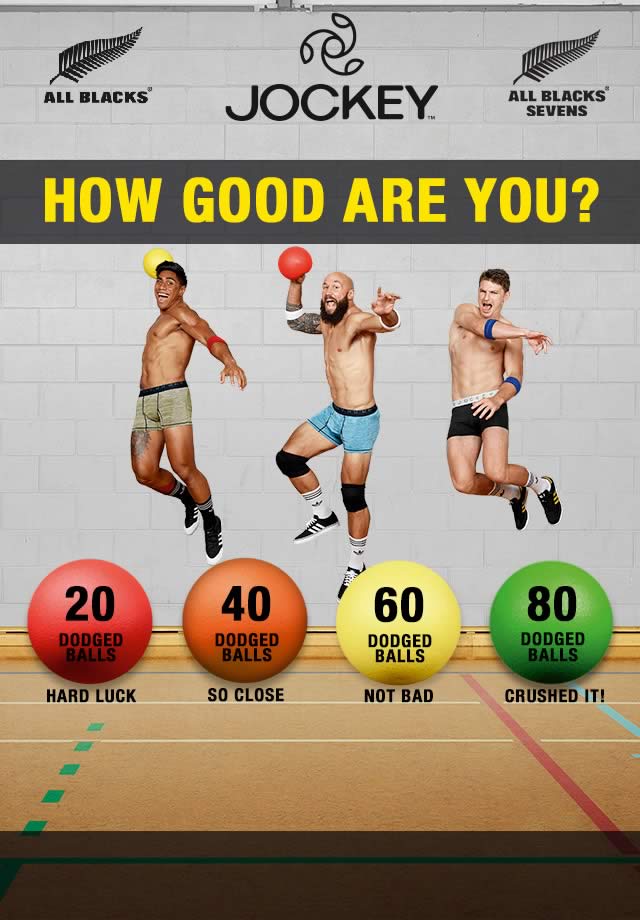 ALL BLACKS®
JOCKEY™
ALL BLACKS®
SEVENS
HOW GOOD ARE YOU?
JOCKEY
20
DODGED
BALLS
HARD LUCK
40
DODGED
BALLS
SO CLOSE
60
DODGED
BALLS
NOT BAD
80
DODGED
BALLS
CRUSHED IT!